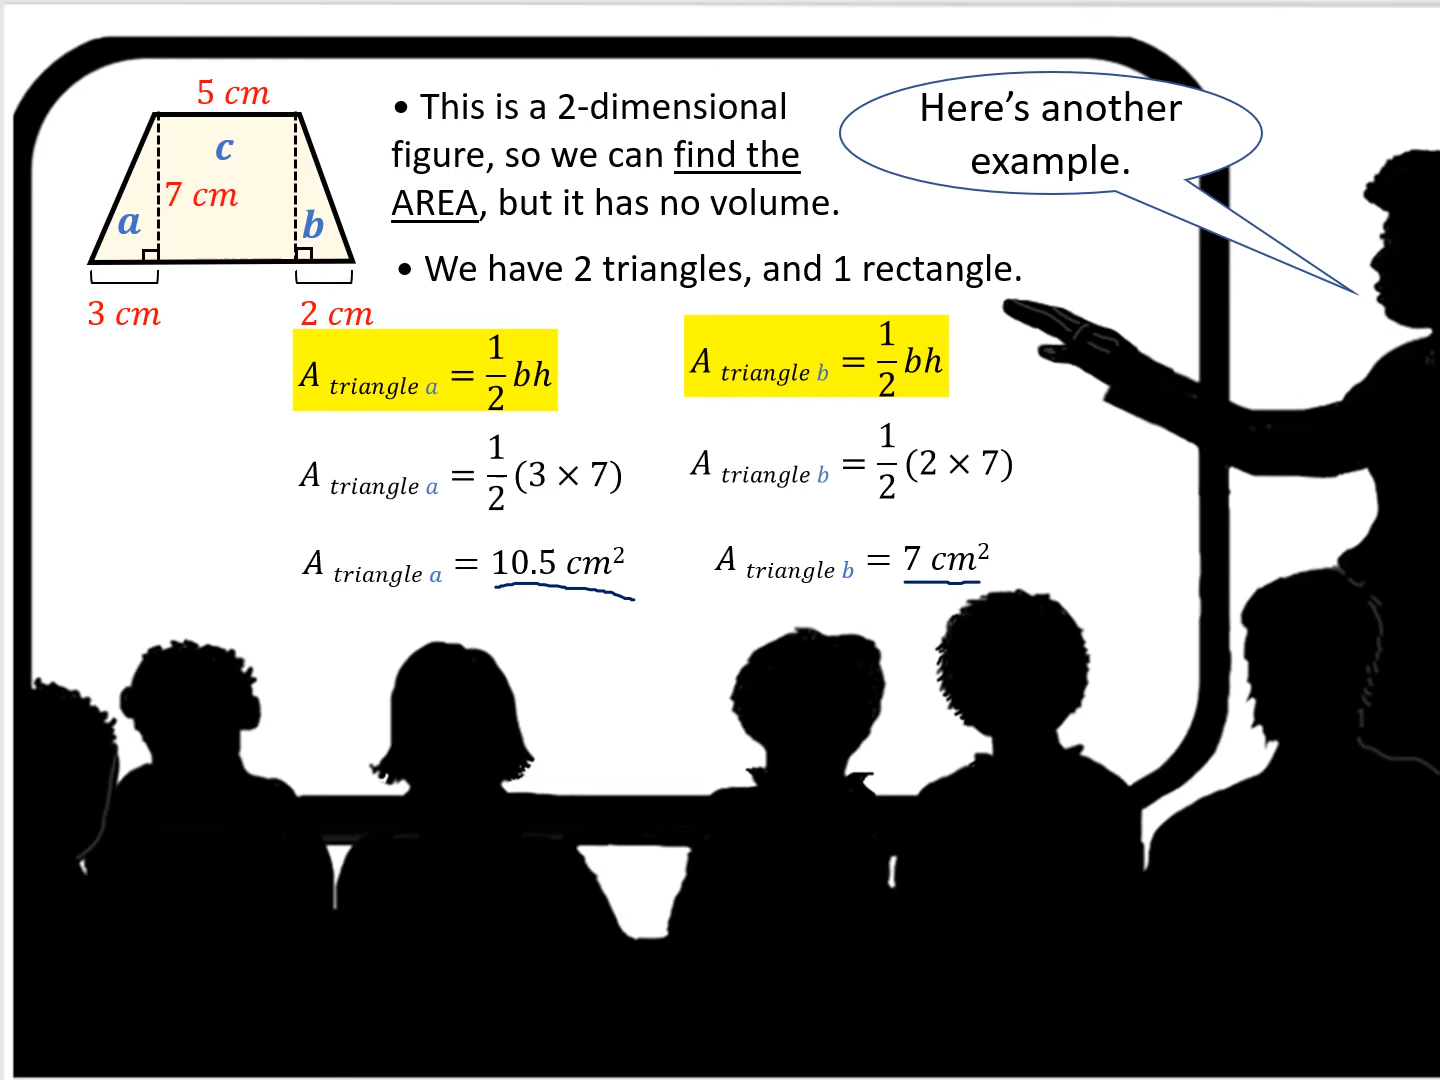 5 cm
c
7 cm
a
b
3 cm
2 cm
• This is a 2-dimensional
figure, so we can find the
AREA, but it has no volume.
• We have 2 triangles, and 1 rectangle.
Here’s another
example.
A triangle a = 1/2 bh
A triangle b = 1/2 bh
A triangle a = 1/2 (3 × 7)
A triangle b = 1/2 (2 × 7)
A triangle a = 10.5 cm²
A triangle b = 7 cm²